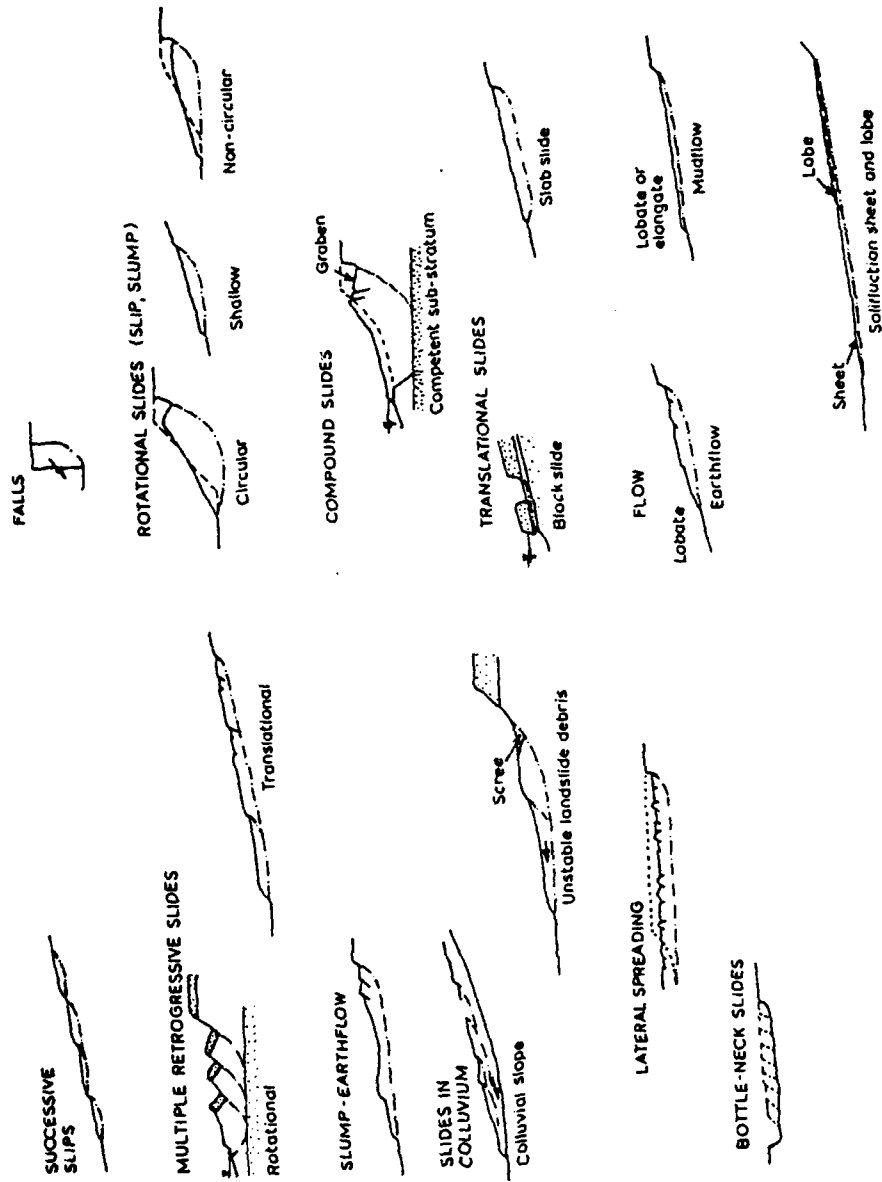 FALLS
ROTATIONAL SLIDES (SLIP, SLUMP)
Circular
Shallow
Non-circular
COMPOUND SLIDES
Graben
Competent sub-stratum
TRANSLATIONAL SLIDES
Block slide
Slab slide
FLOW
Lobate
Earthflow
Lobate or
elongate
Mudflow
Sheet
Lobe
Solifluction sheet and lobe
SUCCESSIVE
SLIPS
MULTIPLE RETROGRESSIVE SLIDES
Rotational
Translational
SLUMP-EARTHFLOW
SLIDES IN
COLLUVIUM
Colluvial slope
Scree
Unstable landslide debris
LATERAL SPREADING
BOTTLE-NECK SLIDES